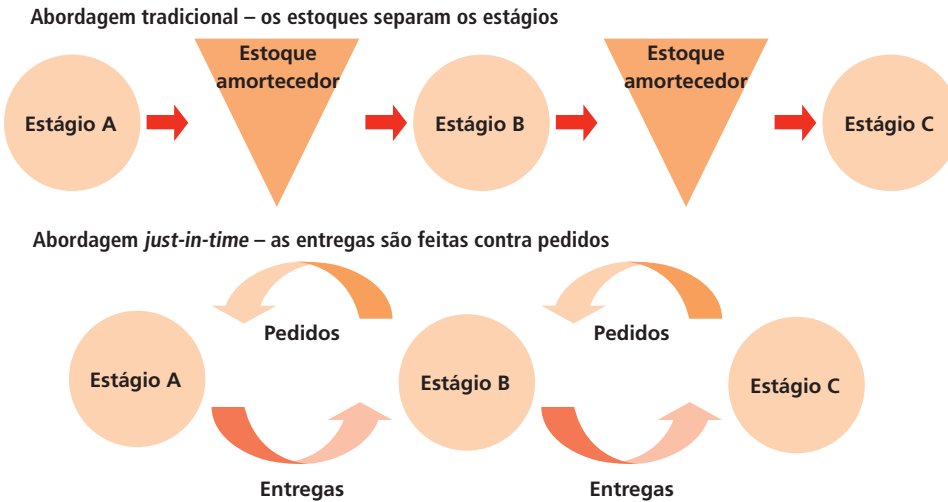 Abordagem tradicional – os estoques separam os estágios
Estágio A
Estoque
amortecedor
Estágio B
Estoque
amortecedor
Estágio C
Abordagem just-in-time – as entregas são feitas contra pedidos
Pedidos
Pedidos
Estágio A
Estágio B
Estágio C
Entregas
Entregas